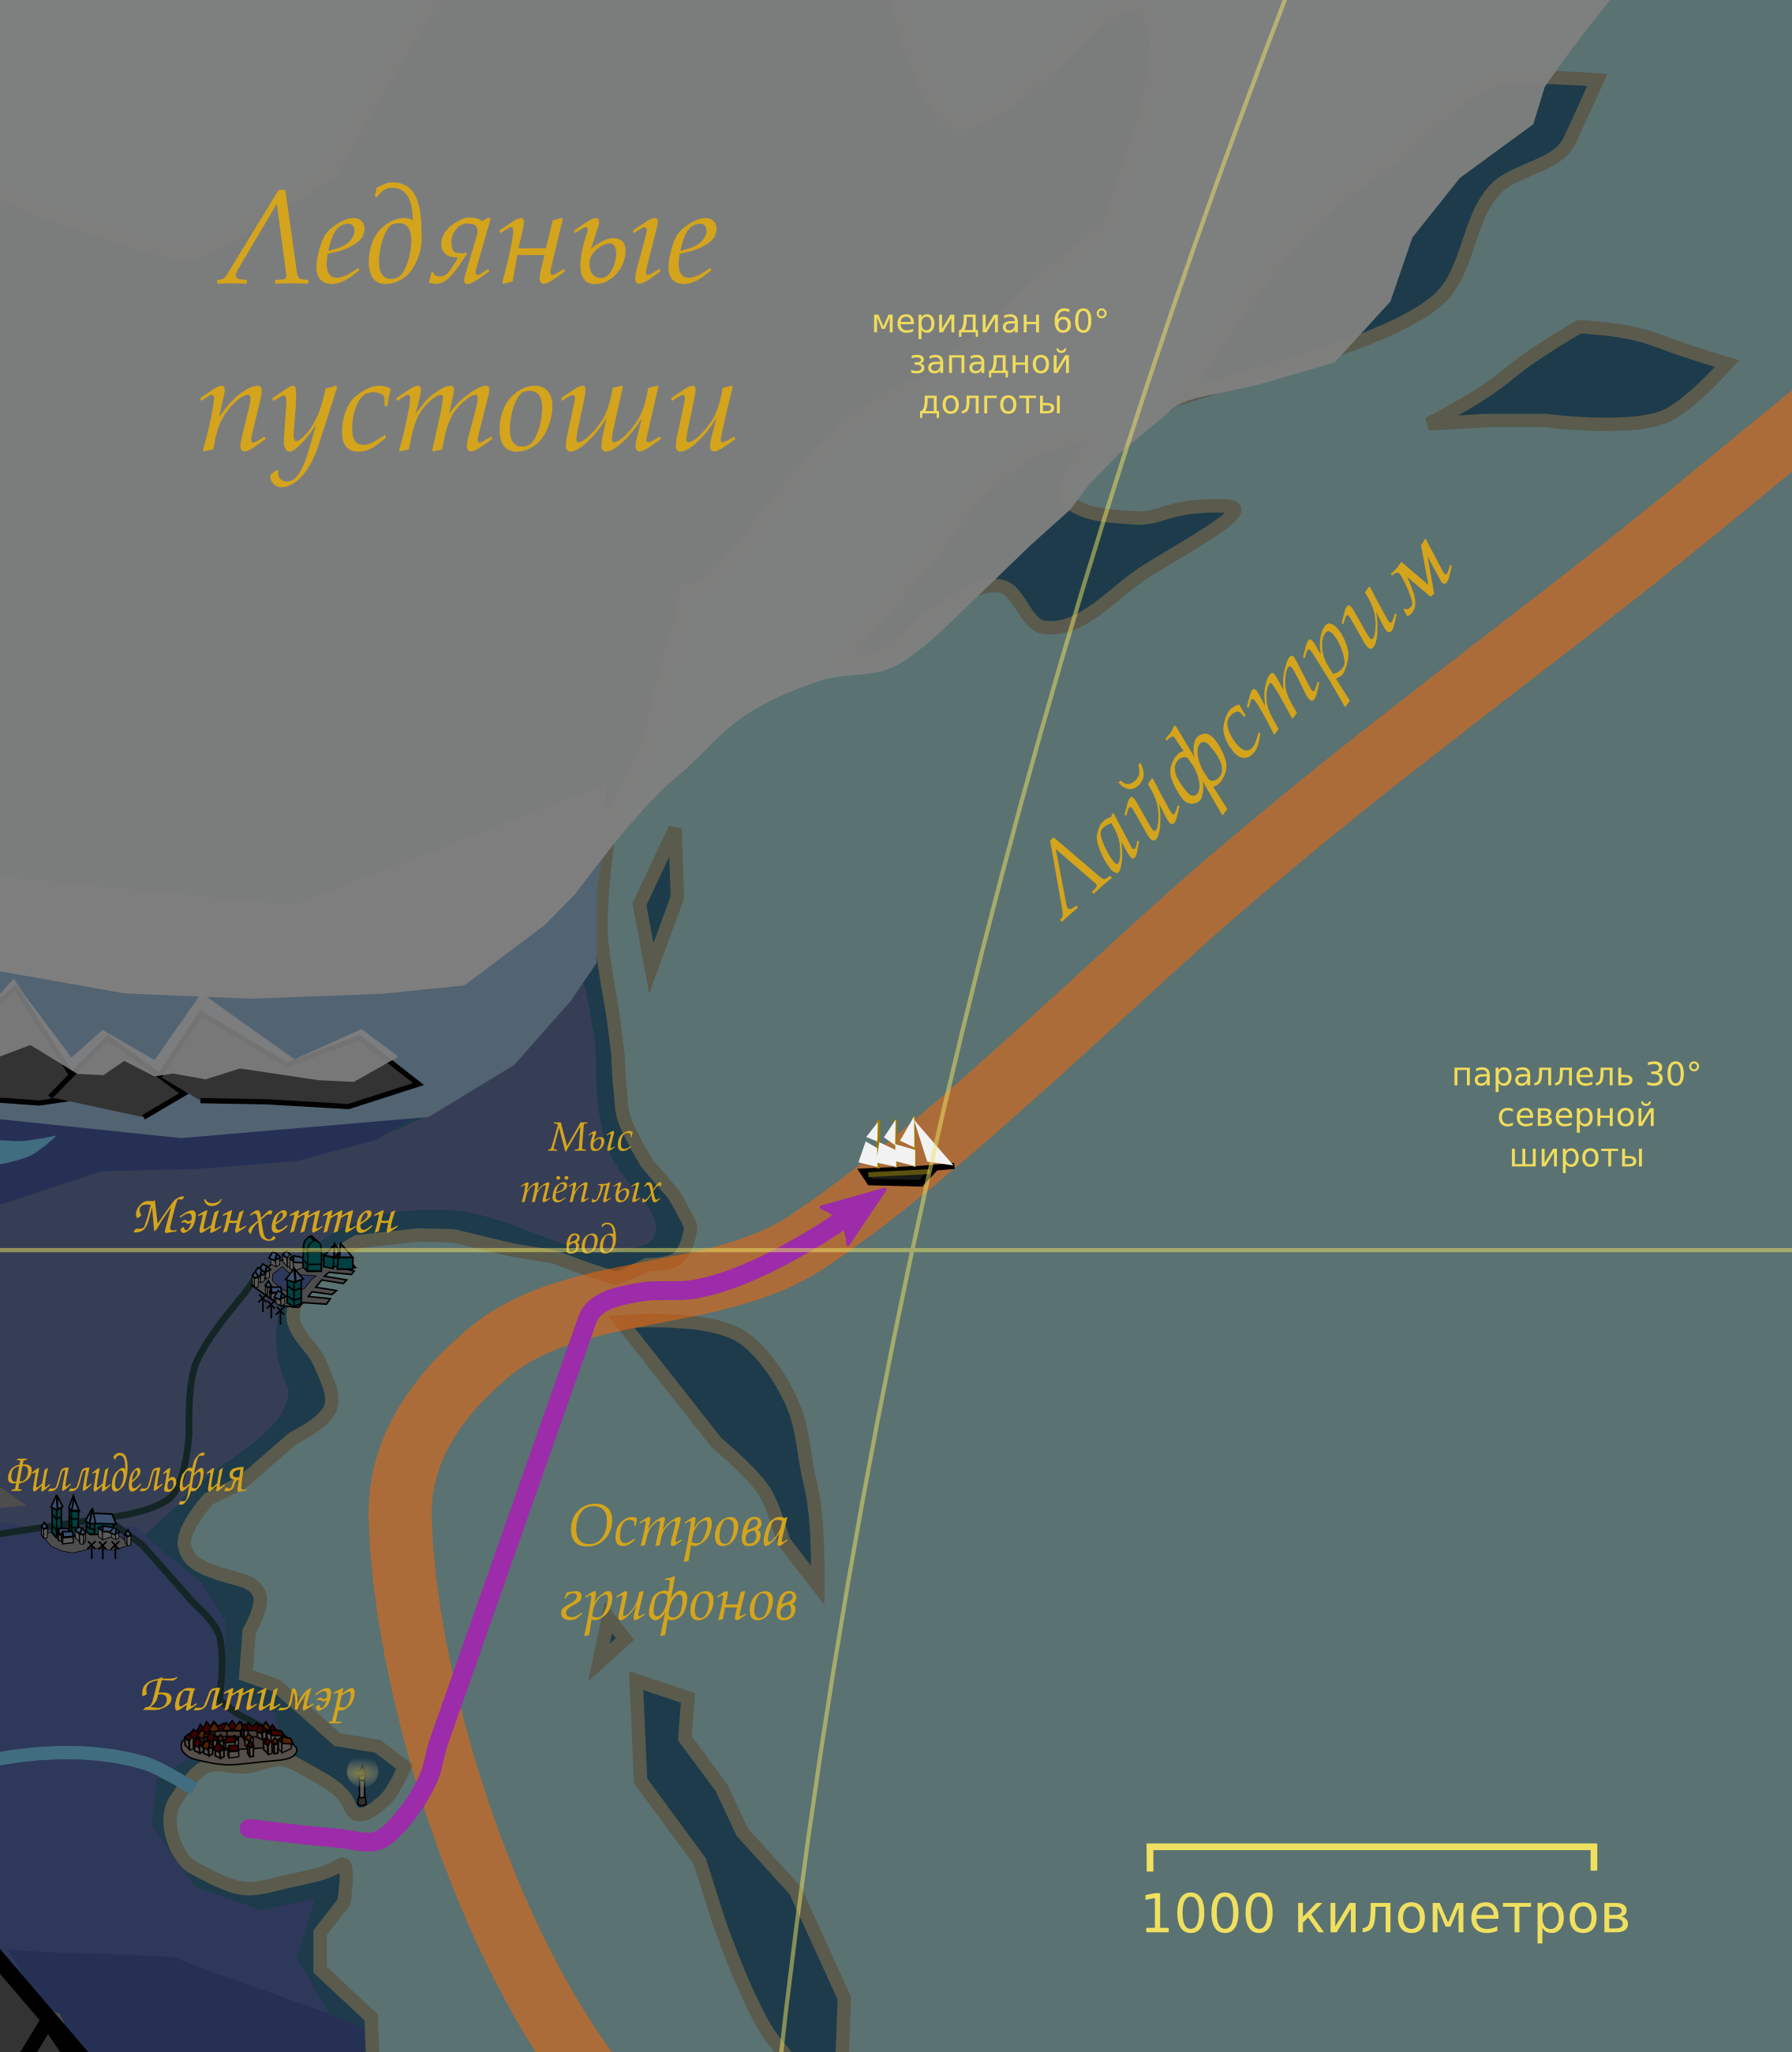 Ледяные
пустоши
меридиан 60°
западной
долготы
Лайфстрим
параллель 30°
северной
широты
Мыс
тёплых
вод
Мэйнхеттен
Филлидельфия
Острова
грифонов
Балтимэр
1000 километров